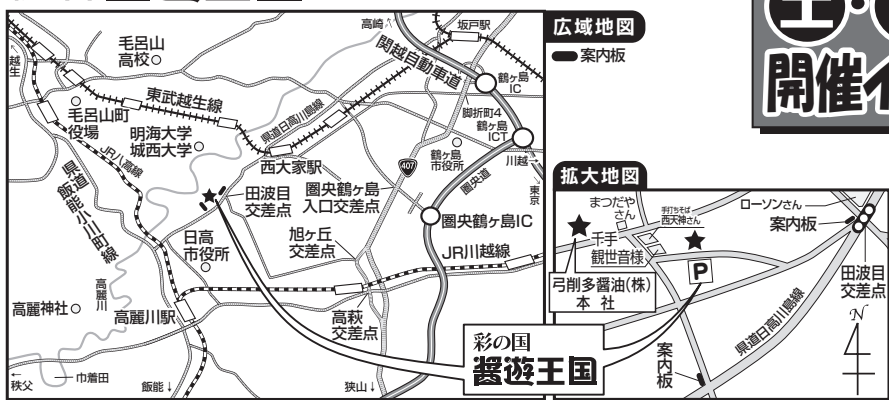 高崎
坂戸駅
関越自動車道
越生
毛呂山
高校
東武越生線
鶴ヶ島
IC
毛呂山町
役場
明海大学
城西大学
県道日高川島線
脚折町4
鶴ヶ島
ICT
JR八高線
西大家駅
407
鶴ヶ島
市役所
川越
東京
県道
飯能小川町線
田波目
交差点
圏央鶴ヶ島
入口交差点
圏央道
圏央鶴ヶ島IC
日高
市役所
旭ヶ丘
交差点
JR川越線
高麗川
高麗神社
高麗川駅
高萩
交差点
秩父
巾着田
飯能
狭山
彩の国
醤遊王国
広域地図
案内板
土・
開催イ
拡大地図
まつだや
さん
手打ちそば
西天神さん
ローソンさん
案内板
千手
観世音様
P
弓削多醤油(株)
本社
田波目
交差点
県道日高川島線
案内板
N